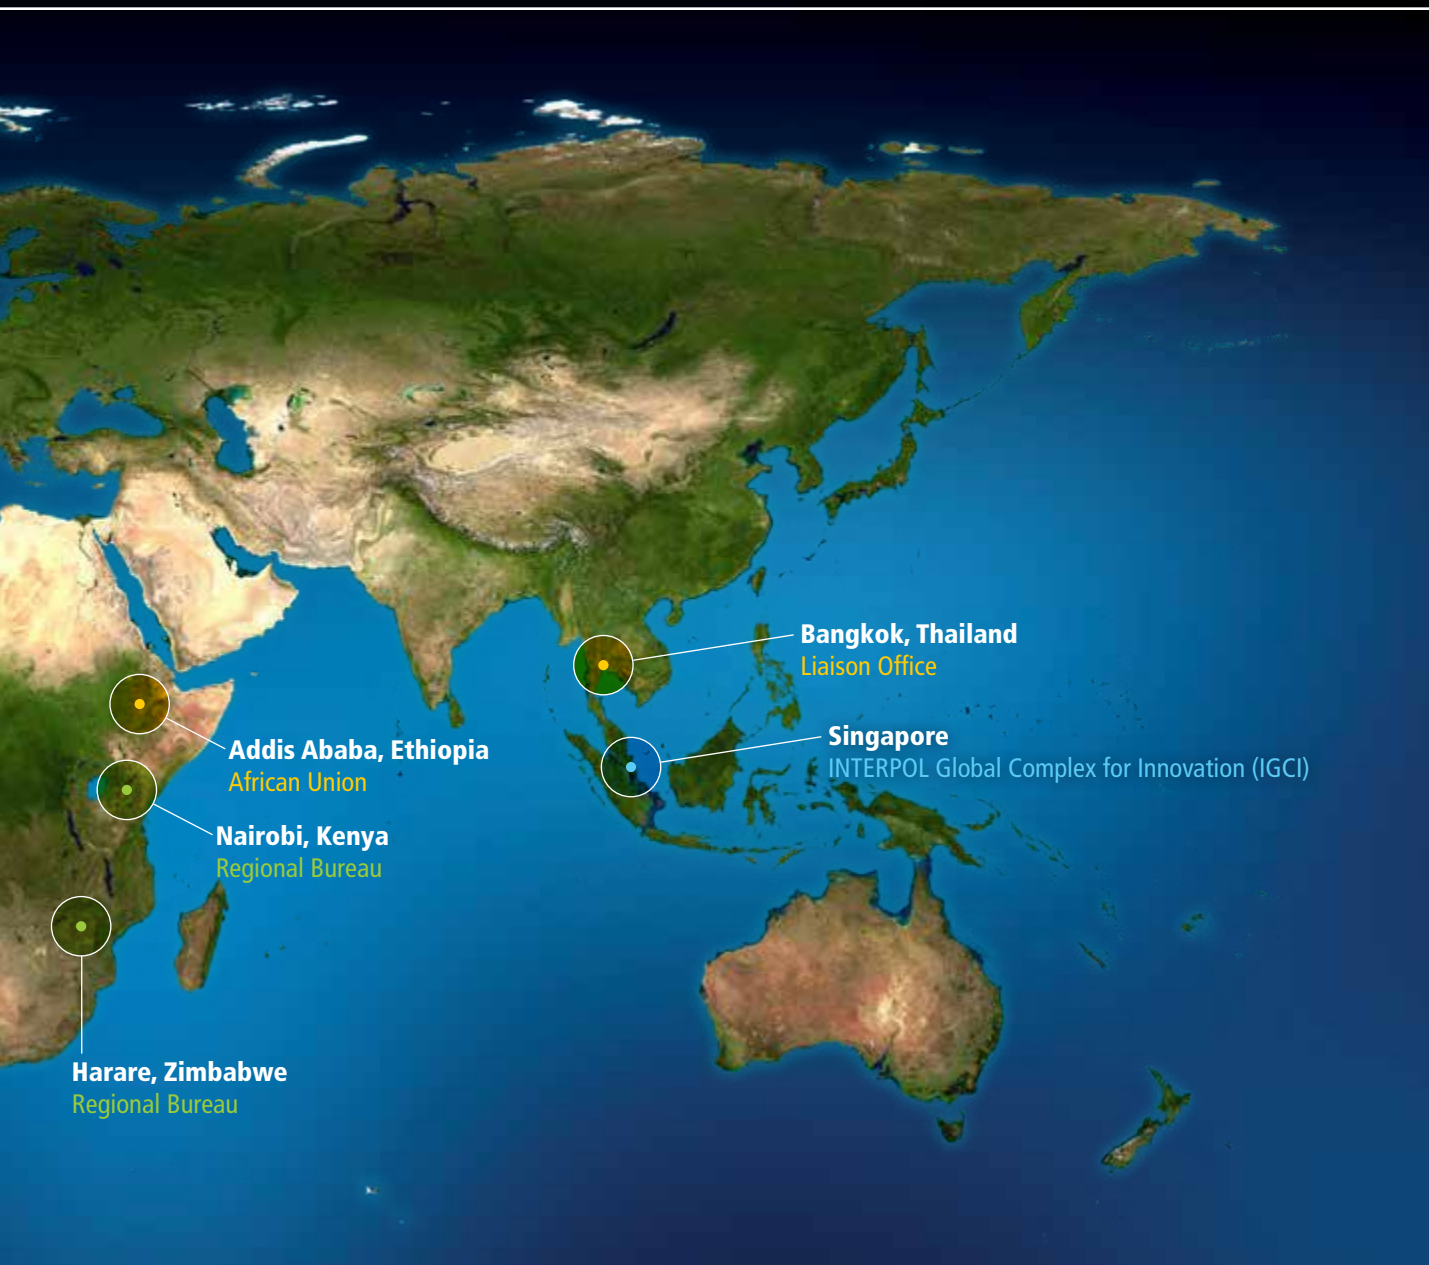 Bangkok, Thailand
Liaison Office
Singapore
INTERPOL Global Complex for Innovation (IGCI)
Addis Ababa, Ethiopia
African Union
Nairobi, Kenya
Regional Bureau
Harare, Zimbabwe
Regional Bureau